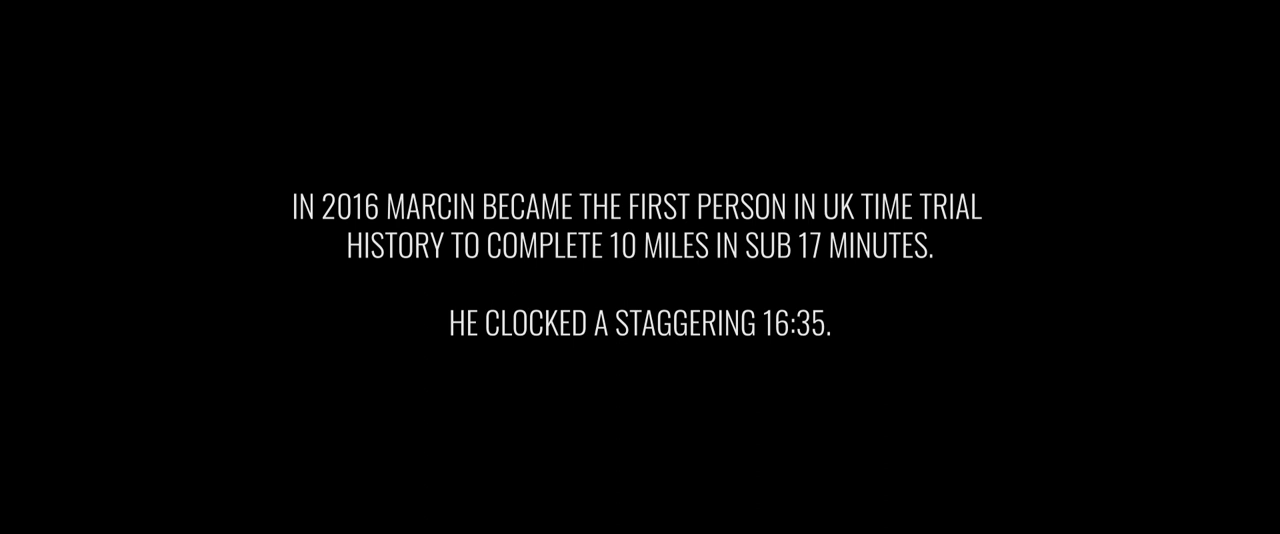 IN 2016 MARCIN BECAME THE FIRST PERSON IN UK TIME TRIAL
HISTORY TO COMPLETE 10 MILES IN SUB 17 MINUTES.
HE CLOCKED A STAGGERING 16:35.